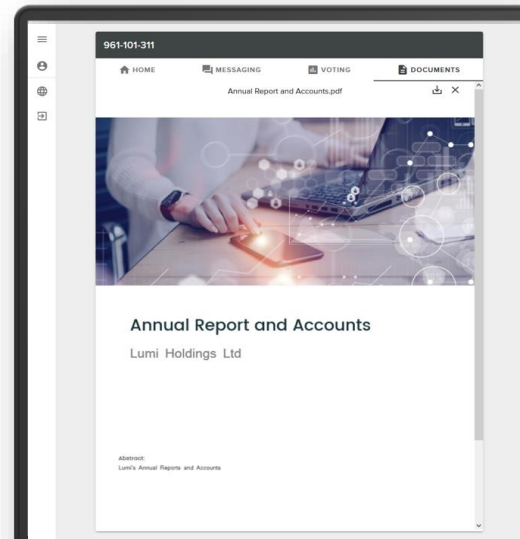 961-101-311
HOME MESSAGING VOTING DOCUMENTS
Annual Report and Accounts.pdf
Annual Report and Accounts
Lumi Holdings Ltd
Abstract:
Lumi's Annual Reports and Accounts